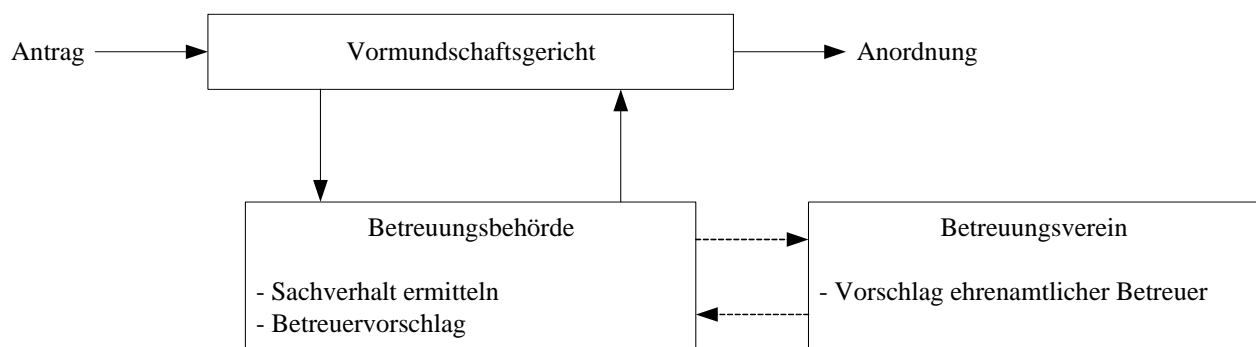 Antrag
Vormundschaftsgericht
Anordnung
Betreuungsbehörde
- Sachverhalt ermitteln
- Betreuervorschlag
Betreuungsverein
- Vorschlag ehrenamtlicher Betreuer